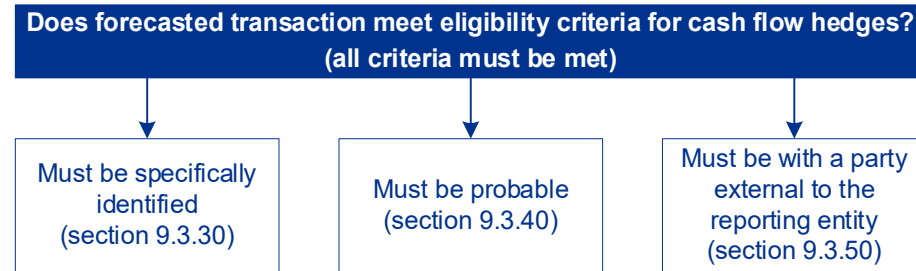 Does forecasted transaction meet eligibility criteria for cash flow hedges?
(all criteria must be met)
Must be specifically
identified
(section 9.3.30)
Must be probable
(section 9.3.40)
Must be with a party
external to the
reporting entity
(section 9.3.50)